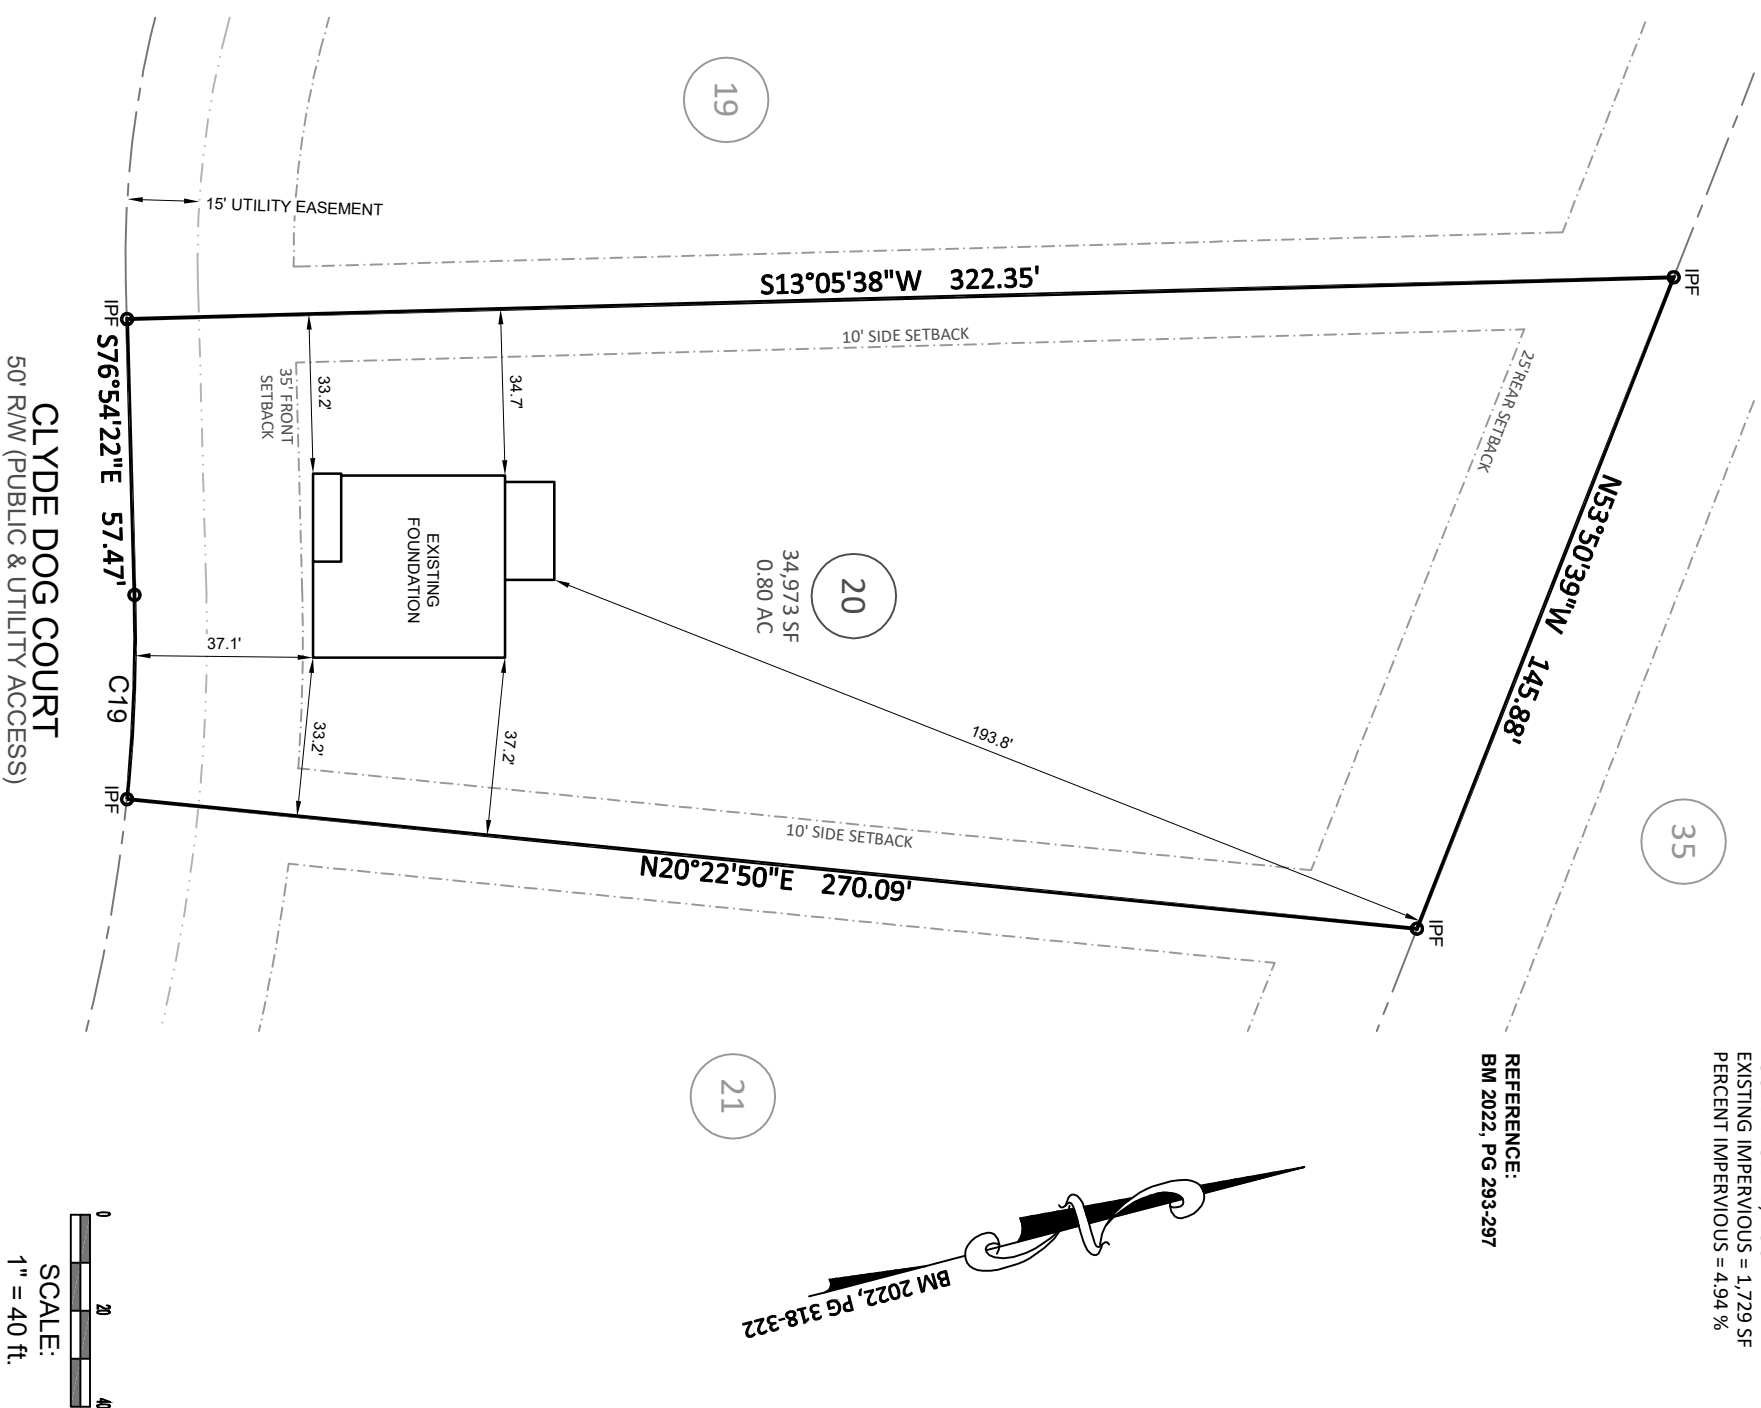 EXISTING IMPERVIOUS = 1,729 SF
PERCENT IMPERVIOUS = 4.94 %
REFERENCE:
BM 2022, PG 293-297
IPF
N53°50'39"W 145.88'
25'REAR SETBACK
35
IPF
19
S13°05'38"W 322.35'
10' SIDE SETBACK
20
34,973 SF
0.80 AC
193.8'
10' SIDE SETBACK
N20°22'50"E 270.09'
21
BM 2022, PG 318-322
34.7'
33.2'
EXISTING
FOUNDATION
37.2'
33.2'
35' FRONT
SETBACK
15' UTILITY EASEMENT
37.1'
IPF
S76°54'22"E 57.47'
C19
IPF
CLYDE DOG COURT
50' R/W (PUBLIC & UTILITY ACCESS)
0 20 40
SCALE:
1" = 40 ft.